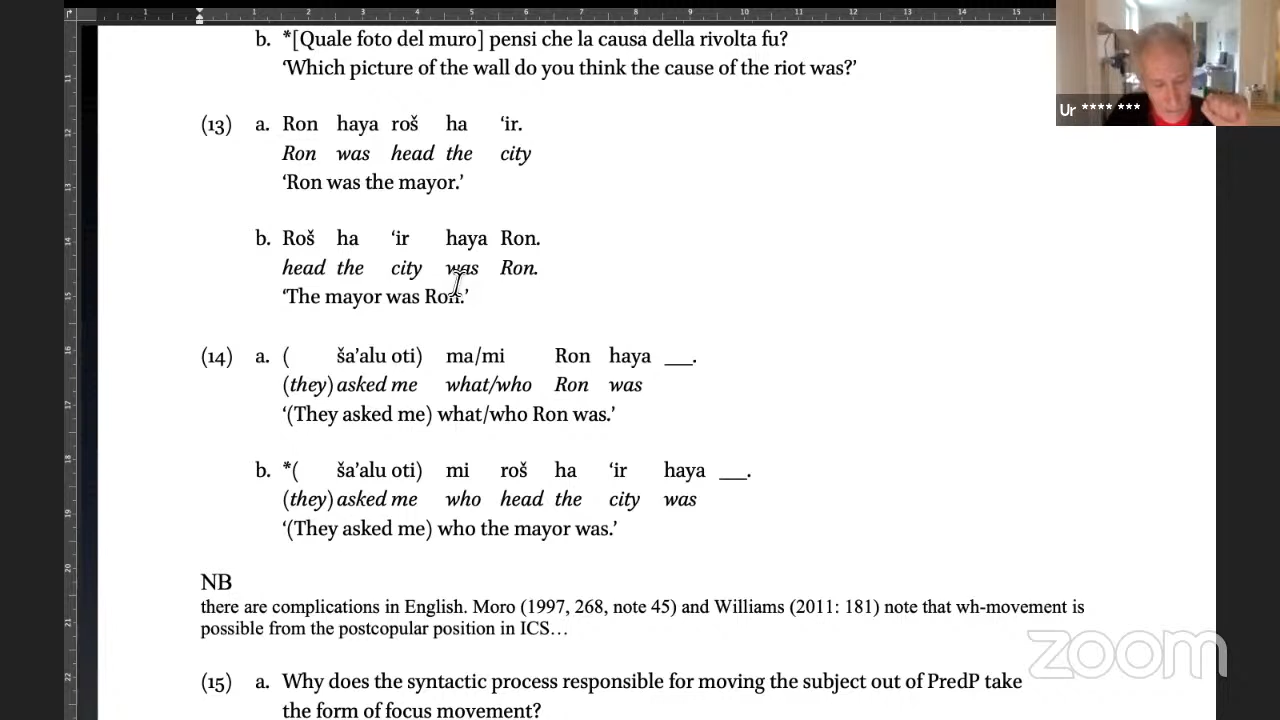 b. *[Quale foto del muro] pensi che la causa della rivolta fu?
‘Which picture of the wall do you think the cause of the riot was?’
Ur **** ***
(13) a. Ron haya roš ha ‘ir.
Ron was head the city
‘Ron was the mayor.’
b. Roš ha ‘ir haya Ron.
head the city was Ron.
‘The mayor was Ron.’
(14) a. ( ša’alu oti) ma/mi Ron haya __.
(they) asked me what/who Ron was
‘(They asked me) what/who Ron was.’
b. *( ša’alu oti) mi roš ha ‘ir haya __.
(they) asked me who head the city was
‘(They asked me) who the mayor was.’
NB
there are complications in English. Moro (1997, 268, note 45) and Williams (2011: 181) note that wh-movement is
possible from the postcopular position in ICS…
zoom
(15) a. Why does the syntactic process responsible for moving the subject out of PredP take
the form of focus movement?